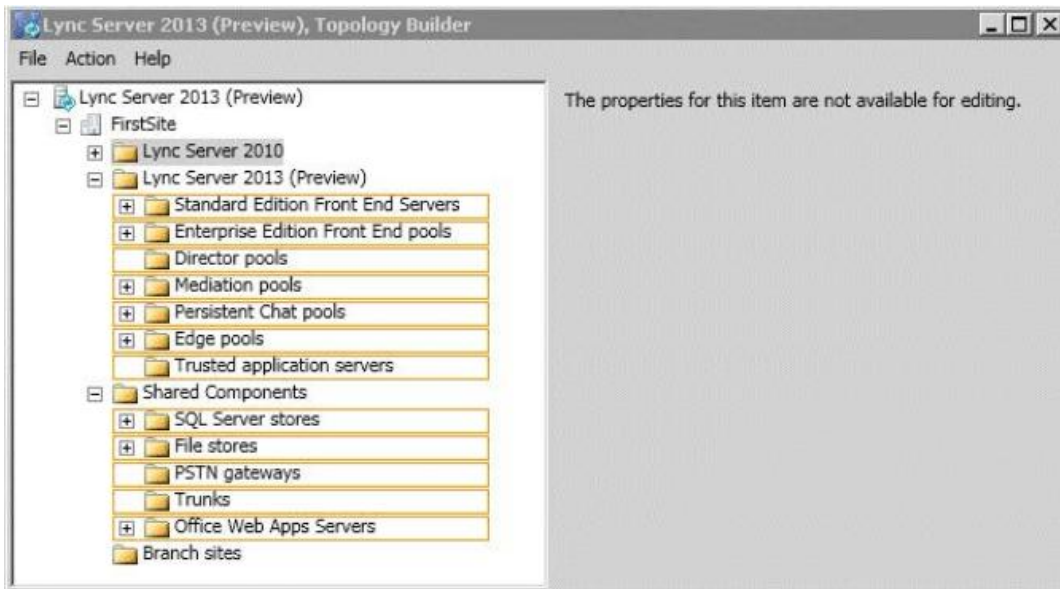 Lync Server 2013 (Preview), Topology Builder
File Action Help
Lync Server 2013 (Preview)
The properties for this item are not available for editing.
FirstSite
Lync Server 2010
Lync Server 2013 (Preview)
Standard Edition Front End Servers
Enterprise Edition Front End pools
Director pools
Mediation pools
Persistent Chat pools
Edge pools
Trusted application servers
Shared Components
SQL Server stores
File stores
PSTN gateways
Trunks
Office Web Apps Servers
Branch sites